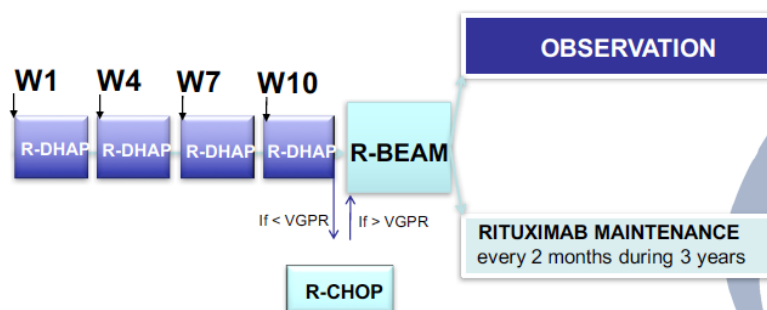 W1
W4
W7
W10
R-DHAP
R-DHAP
R-DHAP
R-DHAP
R-BEAM
OBSERVATION
If < VGPR
If > VGPR
R-CHOP
RITUXIMAB MAINTENANCE
every 2 months during 3 years